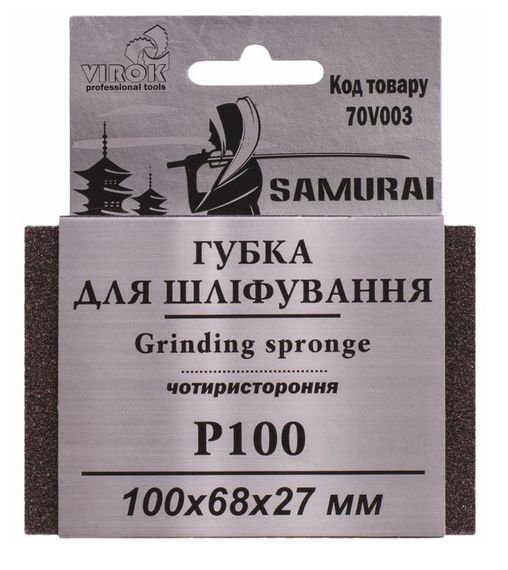 VIROK
professional tools
Код товару
70V003
SAMURAI
ГУБКА
ДЛЯ ШЛІФУВАННЯ
Grinding spronge
чотиристороння
P100
100x68x27 мм